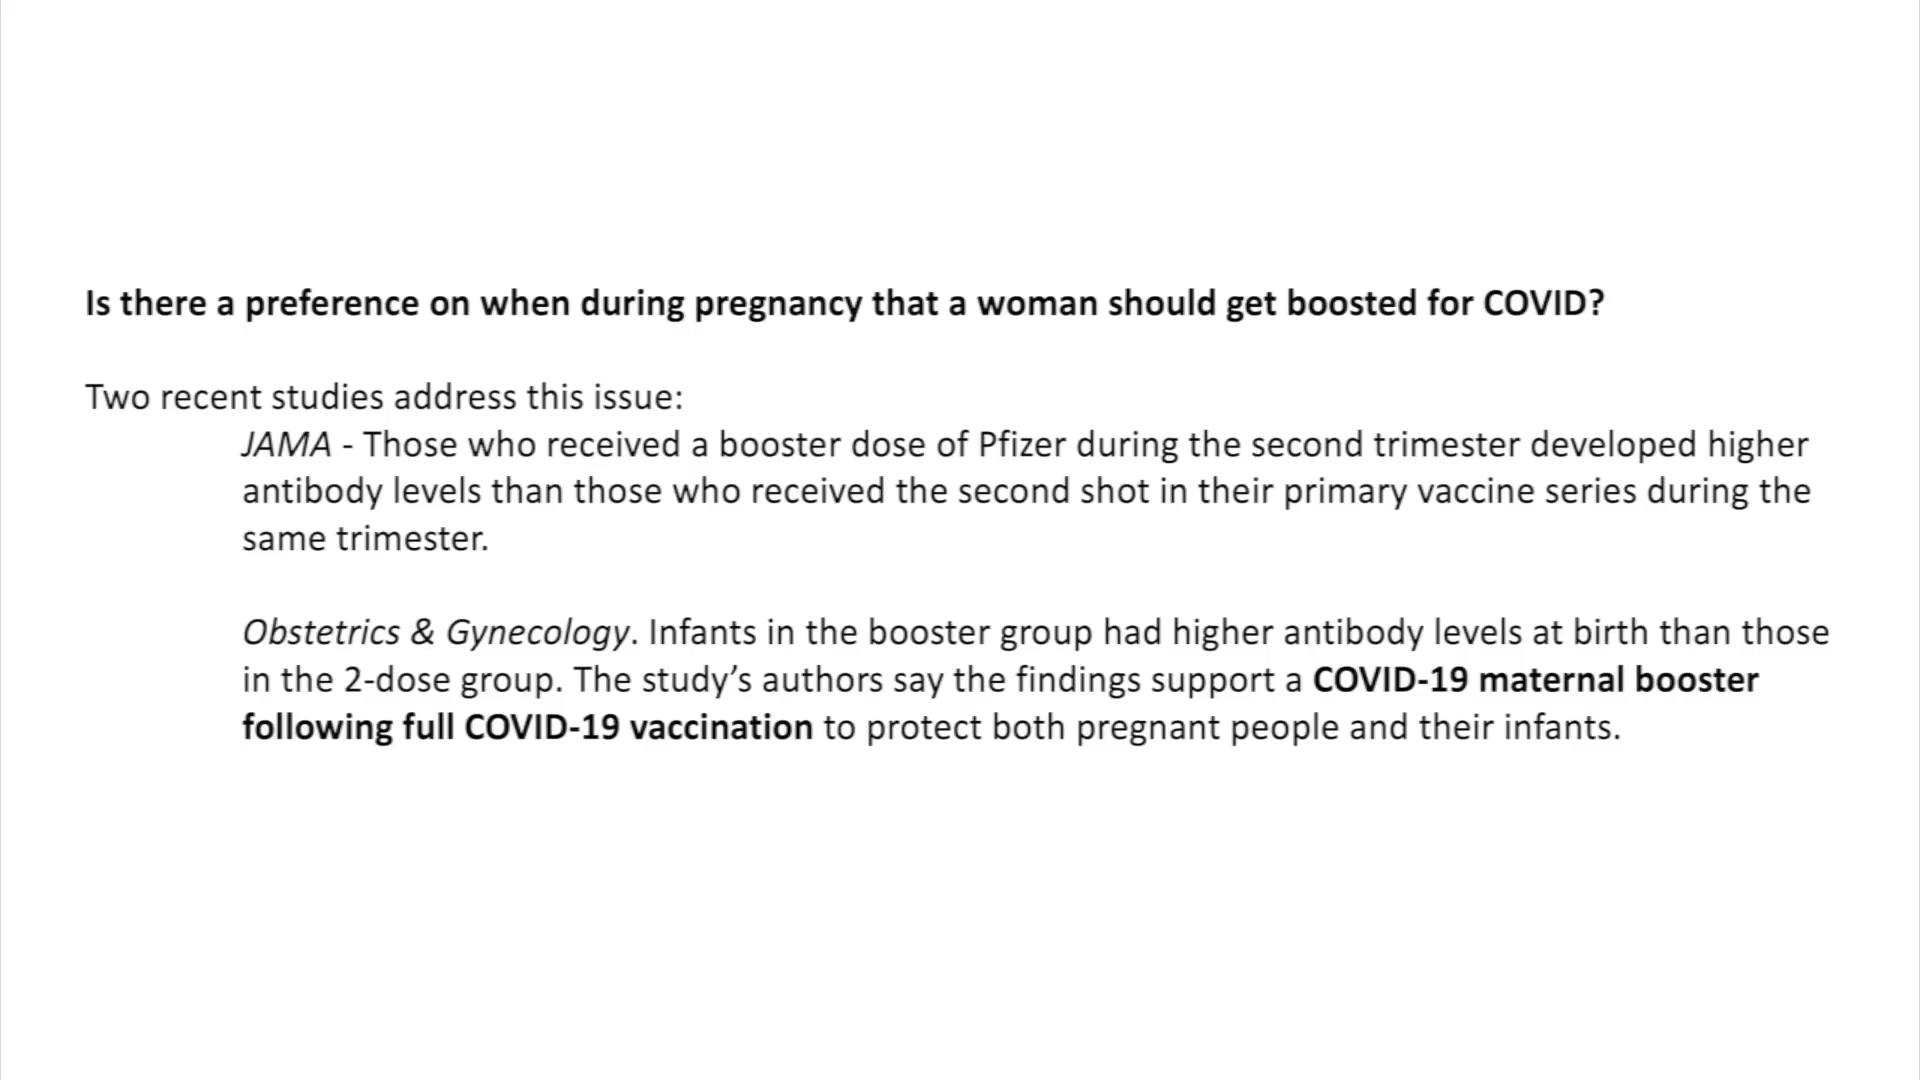 Is there a preference on when during pregnancy that a woman should get boosted for COVID?
Two recent studies address this issue:
JAMA - Those who received a booster dose of Pfizer during the second trimester developed higher
antibody levels than those who received the second shot in their primary vaccine series during the
same trimester.
Obstetrics & Gynecology. Infants in the booster group had higher antibody levels at birth than those
in the 2-dose group. The study’s authors say the findings support a COVID-19 maternal booster
following full COVID-19 vaccination to protect both pregnant people and their infants.